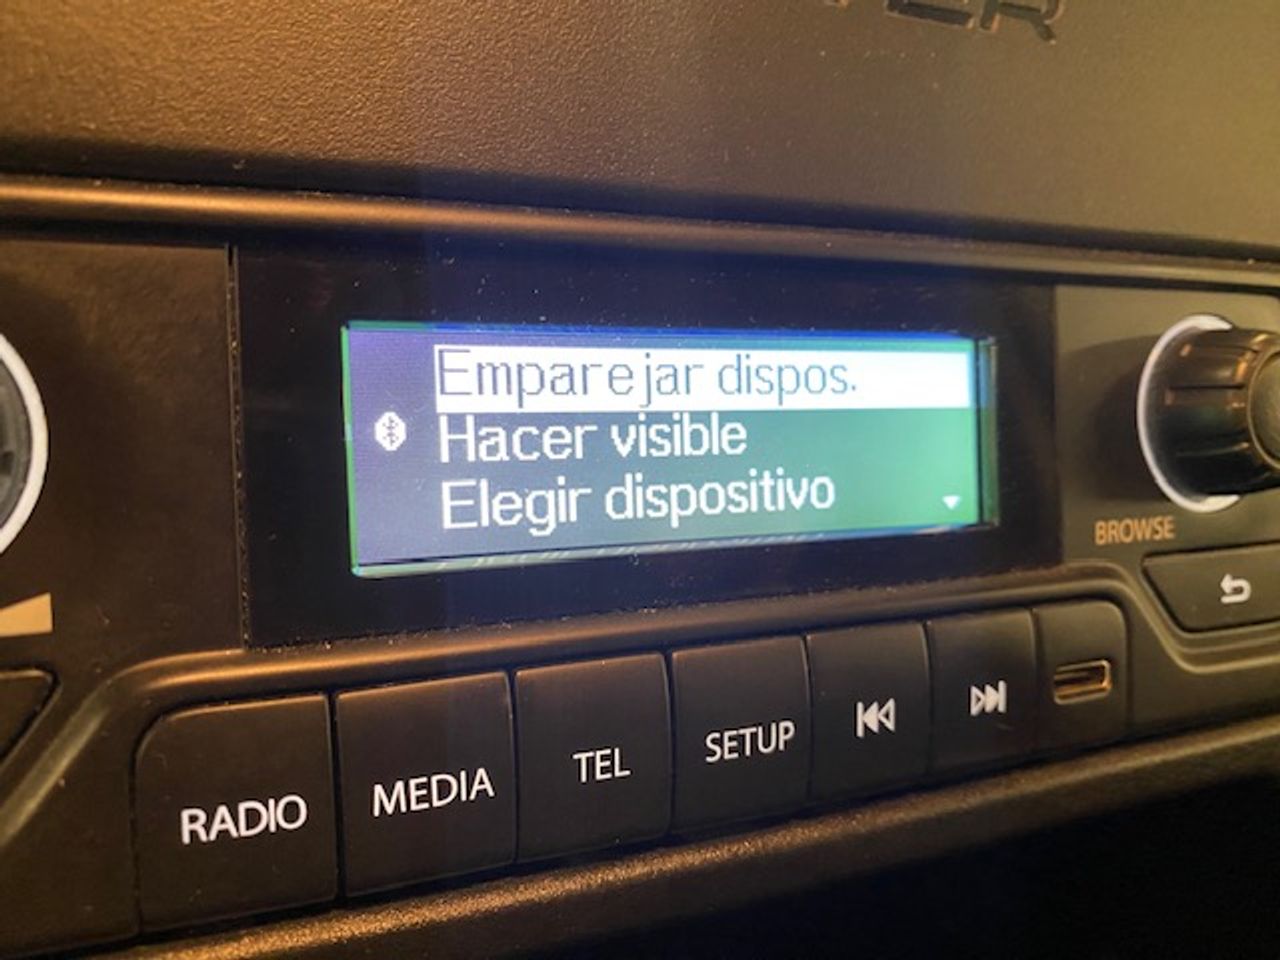 Emparejar dispos.
Hacer visible
Elegir dispositivo
BROWSE
RADIO
MEDIA
TEL
SETUP